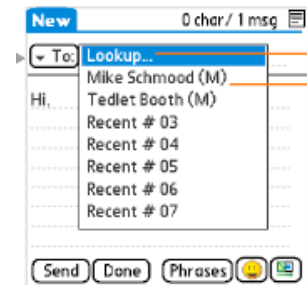 New 0 char/ 1 msg
To: Lookup...
Mike Schmood (M)
Hi, Tedlet Booth (M)
Recent # 03
Recent # 04
Recent # 05
Recent # 06
Recent # 07
Send Done Phrases